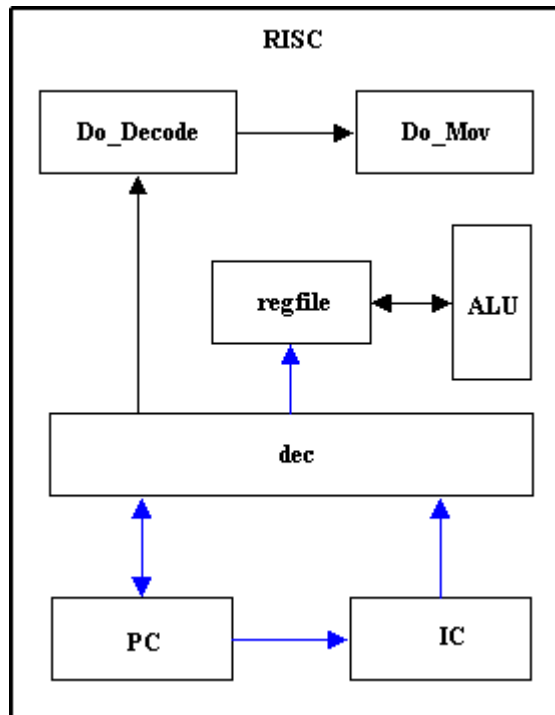 RISC
Do_Decode
Do_Mov
regfile
ALU
dec
PC
IC